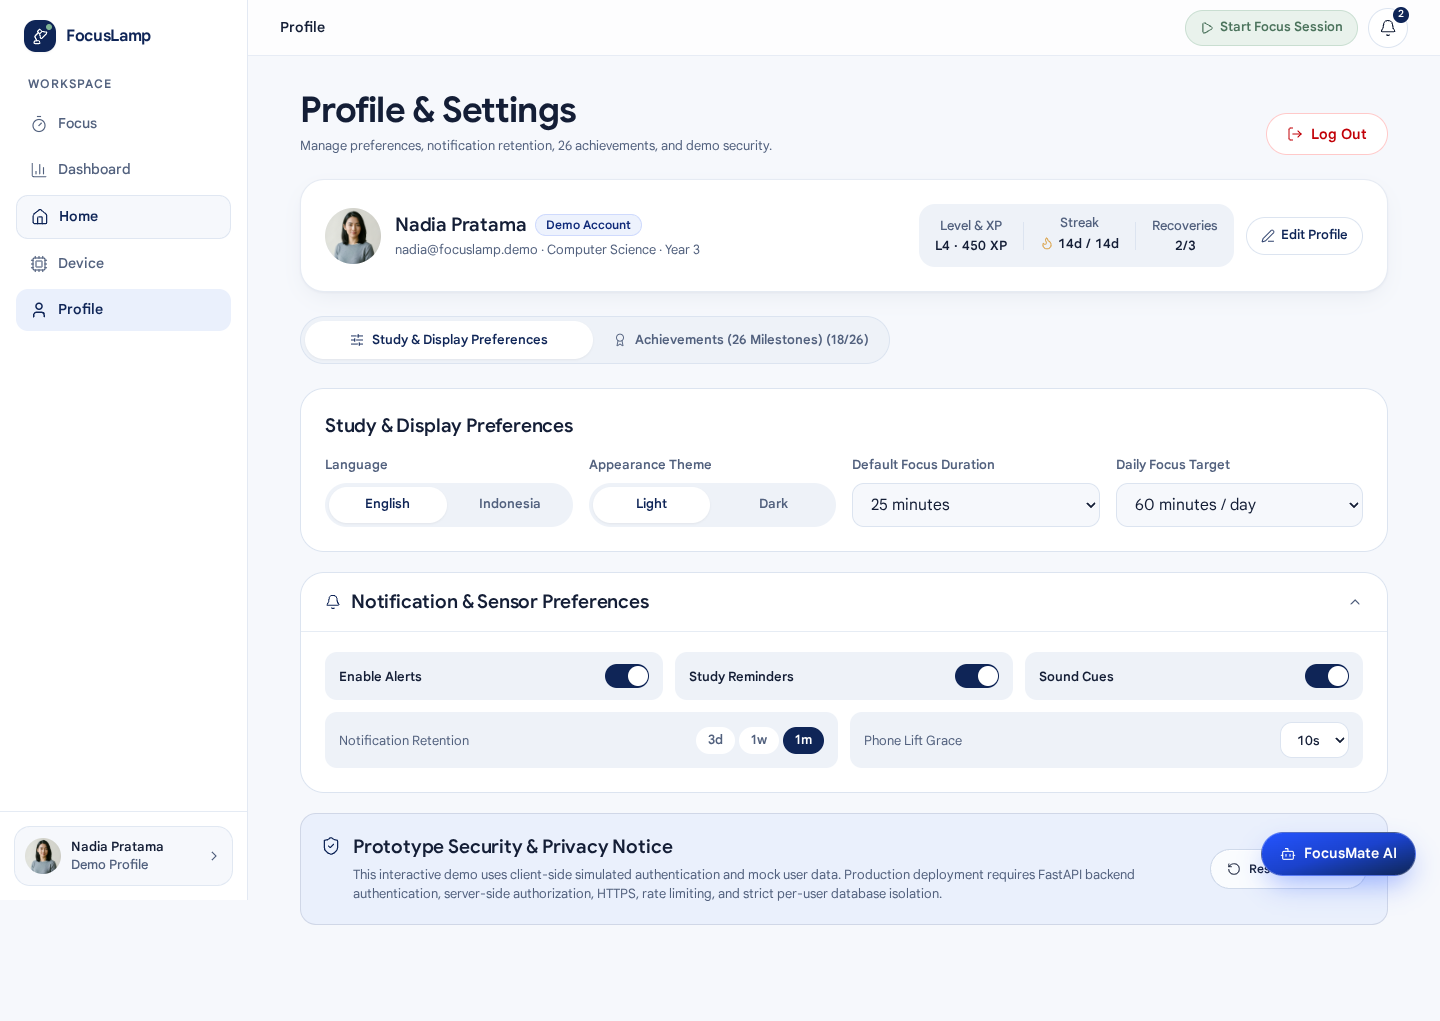 FocusLamp
WORKSPACE
Focus
Dashboard
Home
Device
Profile
Nadia Pratama
Demo Profile
Profile
Start Focus Session
2
Profile & Settings
Manage preferences, notification retention, 26 achievements, and demo security.
Log Out
Nadia Pratama
Demo Account
nadia@focuslamp.demo · Computer Science · Year 3
Level & XP
L4 · 450 XP
Streak
14d / 14d
Recoveries
2/3
Edit Profile
Study & Display Preferences
Achievements (26 Milestones) (18/26)
Study & Display Preferences
Language
English
Indonesia
Appearance Theme
Light
Dark
Default Focus Duration
25 minutes
Daily Focus Target
60 minutes / day
Notification & Sensor Preferences
Enable Alerts
Study Reminders
Sound Cues
Notification Retention
3d
1w
1m
Phone Lift Grace
10s
Prototype Security & Privacy Notice
This interactive demo uses client-side simulated authentication and mock user data. Production deployment requires FastAPI backend
authentication, server-side authorization, HTTPS, rate limiting, and strict per-user database isolation.
FocusMate AI